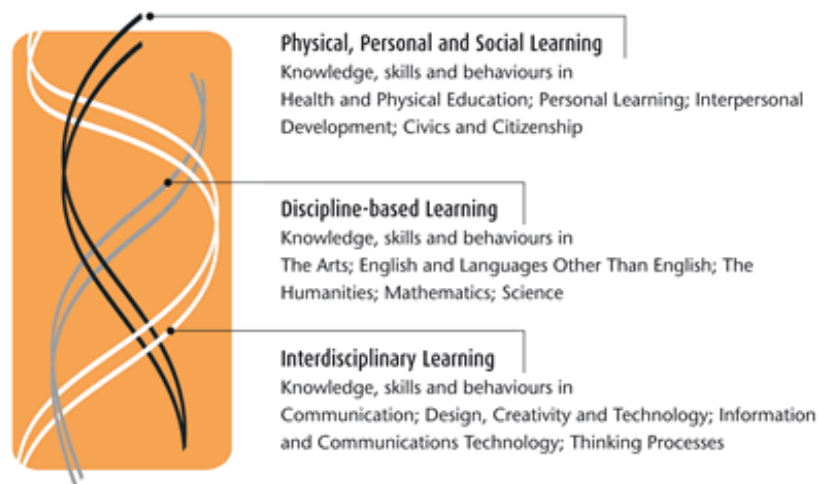 Physical, Personal and Social Learning
Knowledge, skills and behaviours in
Health and Physical Education; Personal Learning; Interpersonal
Development; Civics and Citizenship
Discipline-based Learning
Knowledge, skills and behaviours in
The Arts; English and Languages Other Than English; The
Humanities; Mathematics; Science
Interdisciplinary Learning
Knowledge, skills and behaviours in
Communication; Design, Creativity and Technology; Information
and Communications Technology; Thinking Processes